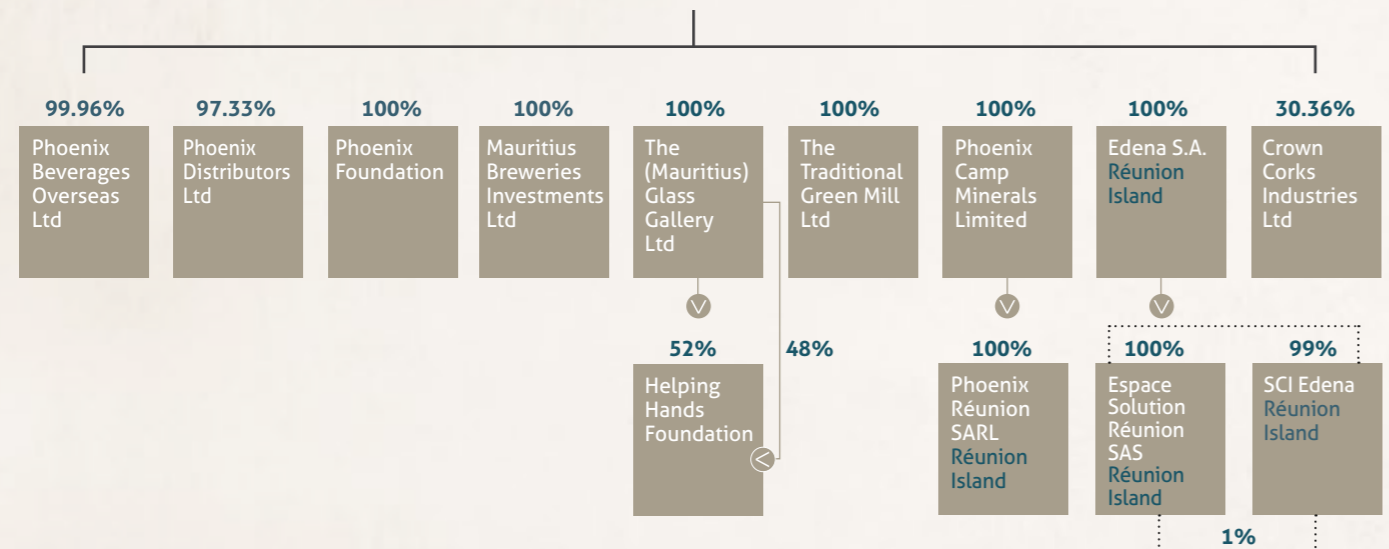 99.96%
Phoenix
Beverages
Overseas
Ltd
97.33%
Phoenix
Distributors
Ltd
100%
Phoenix
Foundation
100%
Mauritius
Breweries
Investments
Ltd
100%
The
(Mauritius)
Glass
Gallery
Ltd
100%
The
Traditional
Green Mill
Ltd
100%
Phoenix
Camp
Minerals
Limited
100%
Edena S.A.
Réunion
Island
30.36%
Crown
Corks
Industries
Ltd
52%
48%
Helping
Hands
Foundation
100%
Phoenix
Réunion
SARL
Réunion
Island
100%
Espace
Solution
Réunion
SAS
Réunion
Island
99%
SCI Edena
Réunion
Island
1%